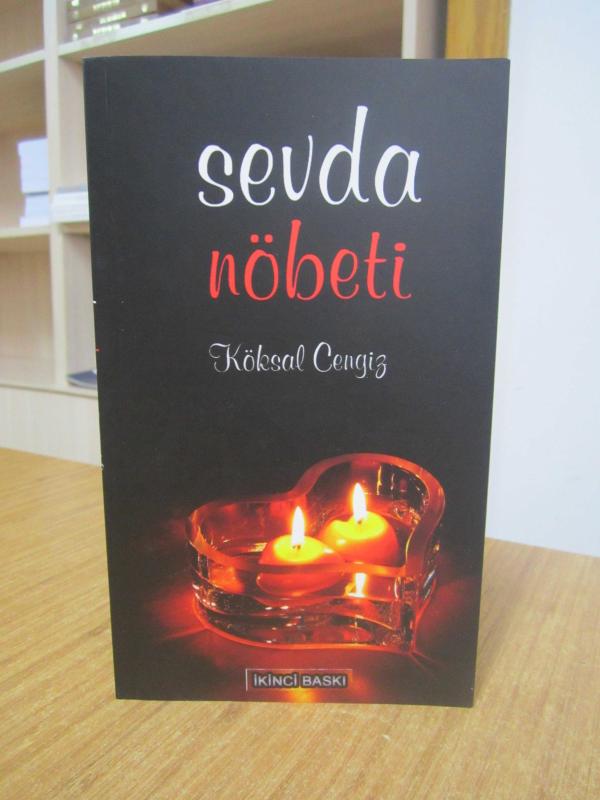 sevda
nöbeti
Köksal Cengiz
İKİNCİ BASKI